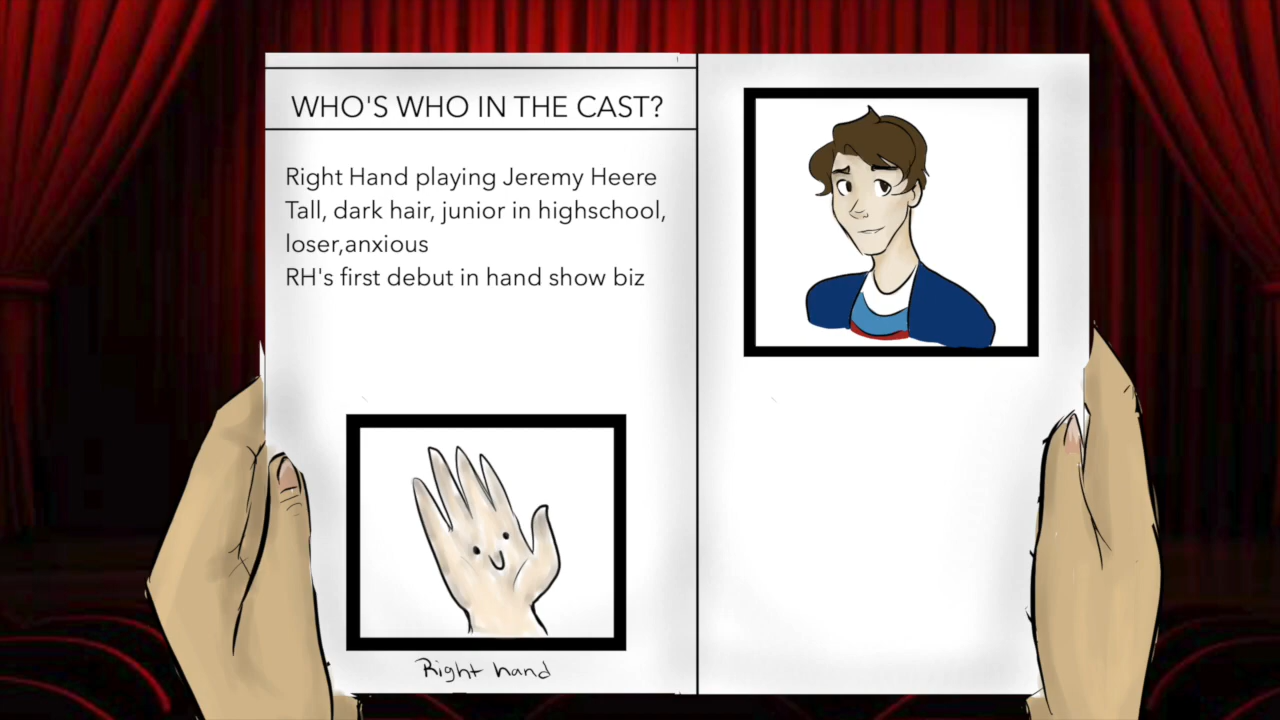 WHO'S WHO IN THE CAST?
Right Hand playing Jeremy Heere
Tall, dark hair, junior in highschool,
loser,anxious
RH's first debut in hand show biz
Right hand